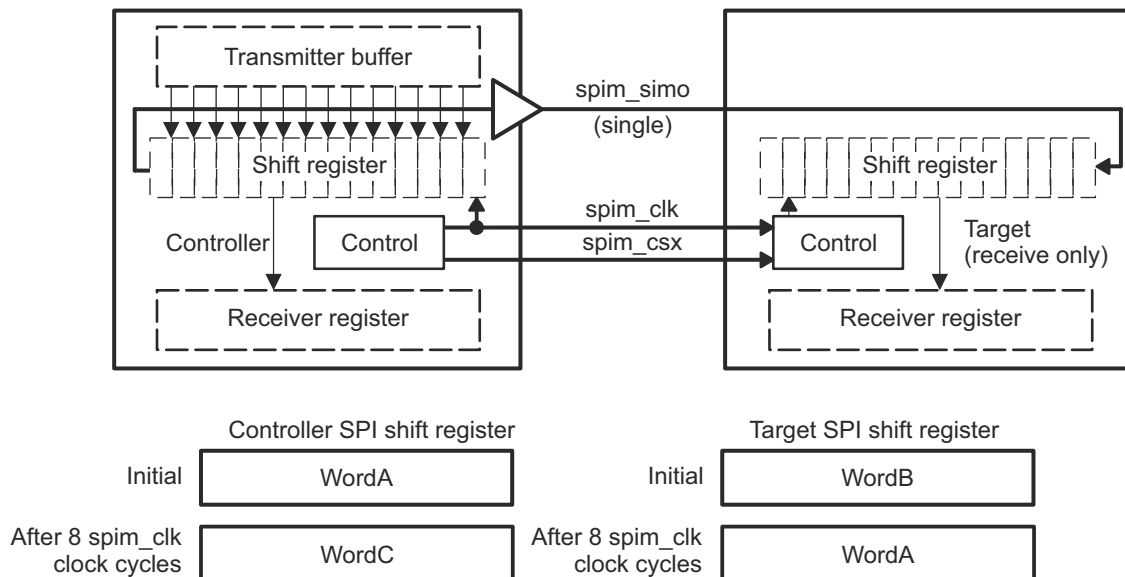 Transmitter buffer
spim_simo
(single)
Shift register
Shift register
spim_clk
Controller
Control
Control
Target
(receive only)
spim_csx
Receiver register
Receiver register
Controller SPI shift register
Target SPI shift register
Initial
WordA
Initial
WordB
After 8 spim_clk
clock cycles
WordC
After 8 spim_clk
clock cycles
WordA